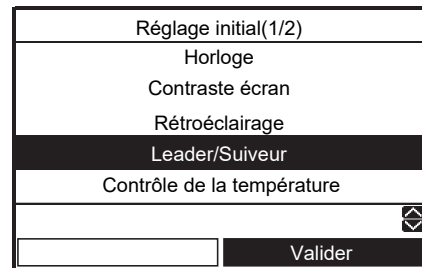 Réglage initial(1/2)
Horloge
Contraste écran
Rétroéclairage
Leader/Suiveur
Contrôle de la température
Valider